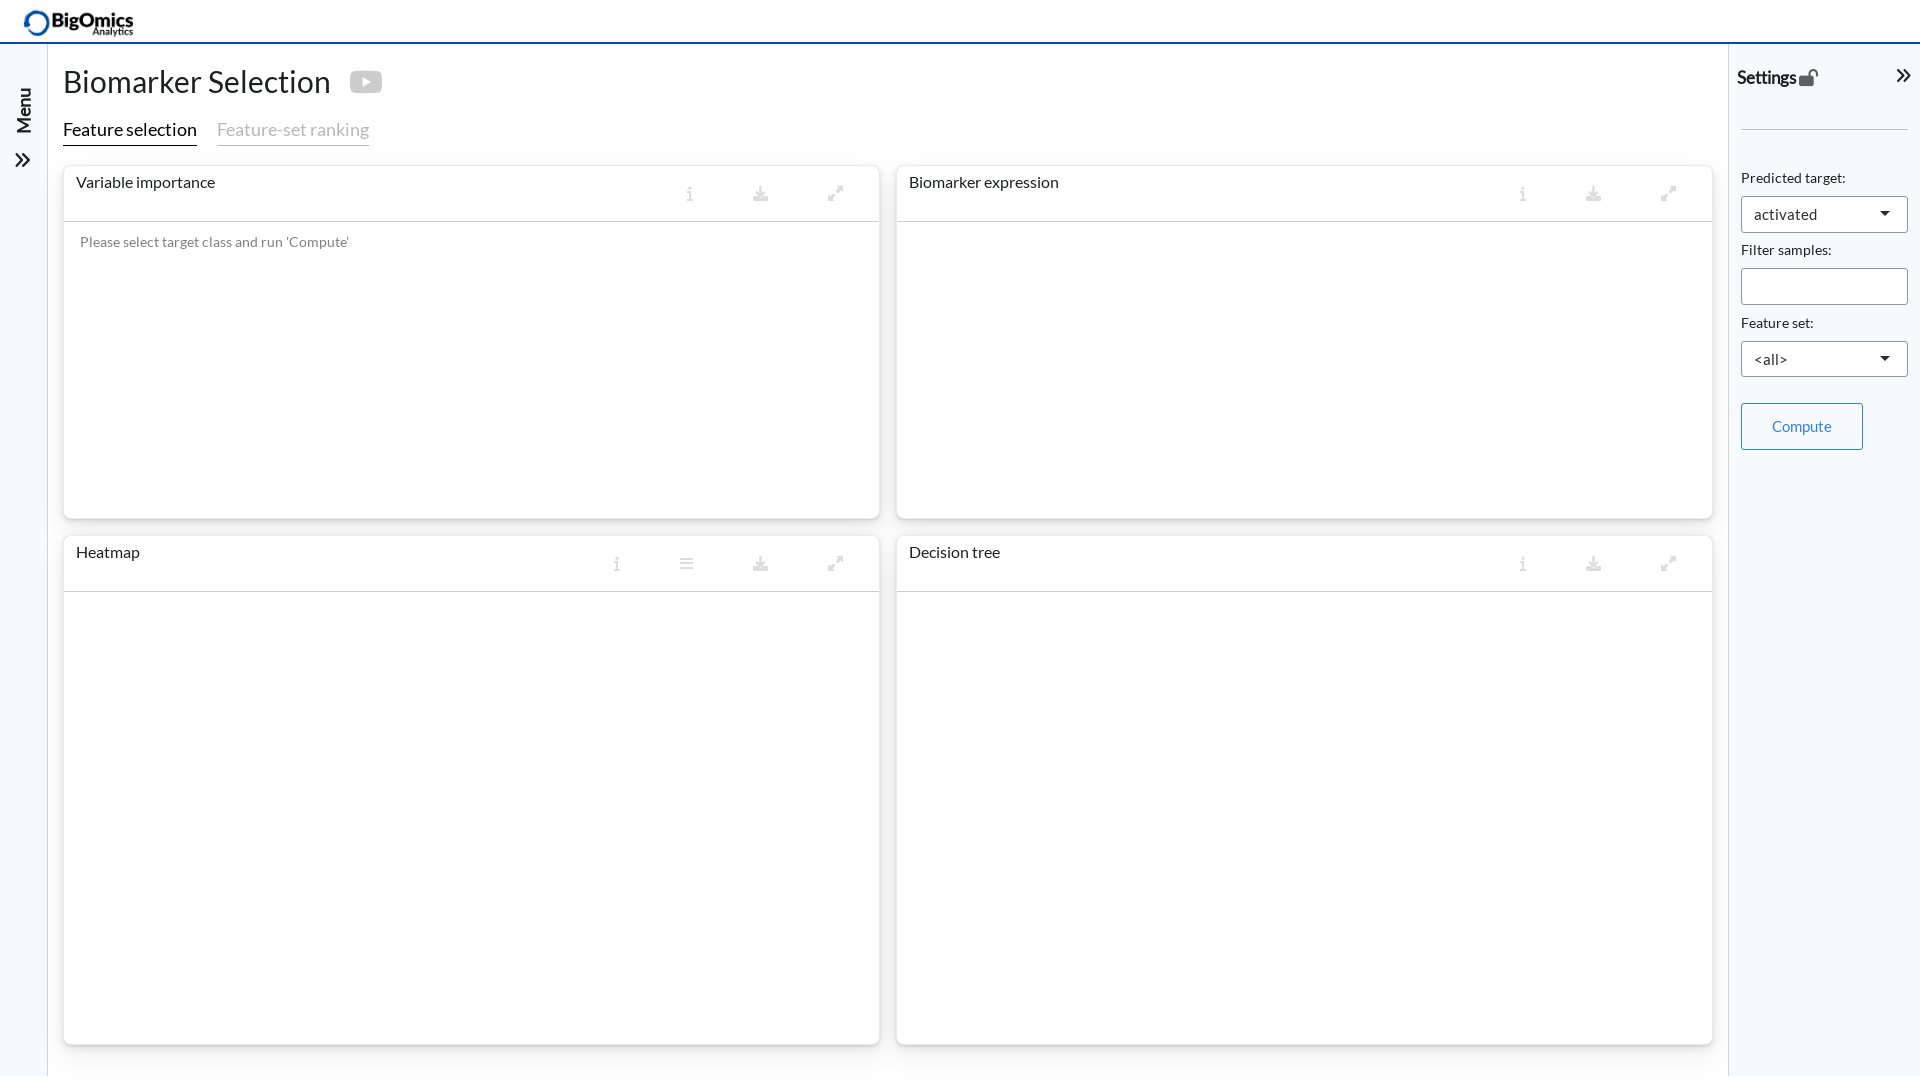 BigOmics
Analytics
Menu
Biomarker Selection
Feature selection
Feature-set ranking
Variable importance
Please select target class and run 'Compute'
Biomarker expression
Heatmap
Decision tree
Settings
Predicted target:
activated
Filter samples:
Feature set:
<all>
Compute